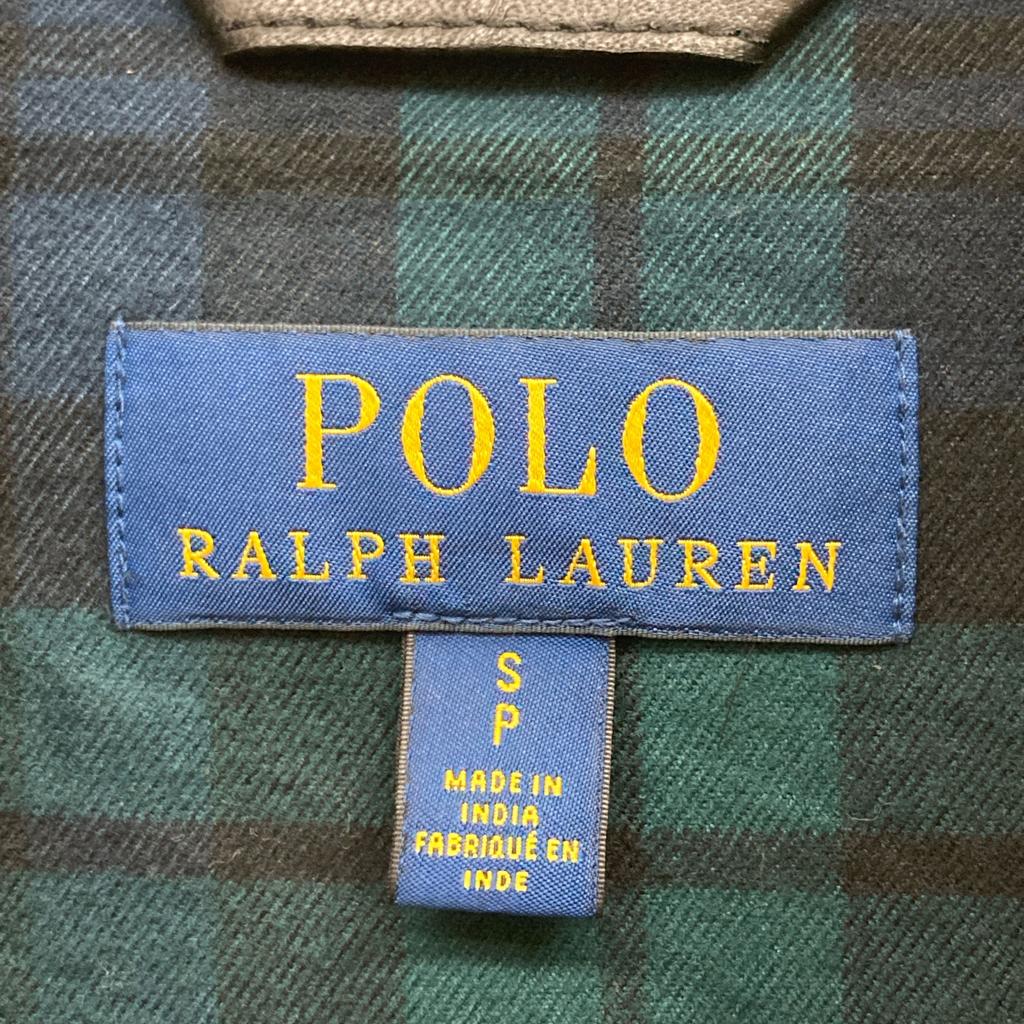 POLO
RALPH LAUREN
S
P
MADE IN
INDIA
FABRIQUÉ EN
INDE